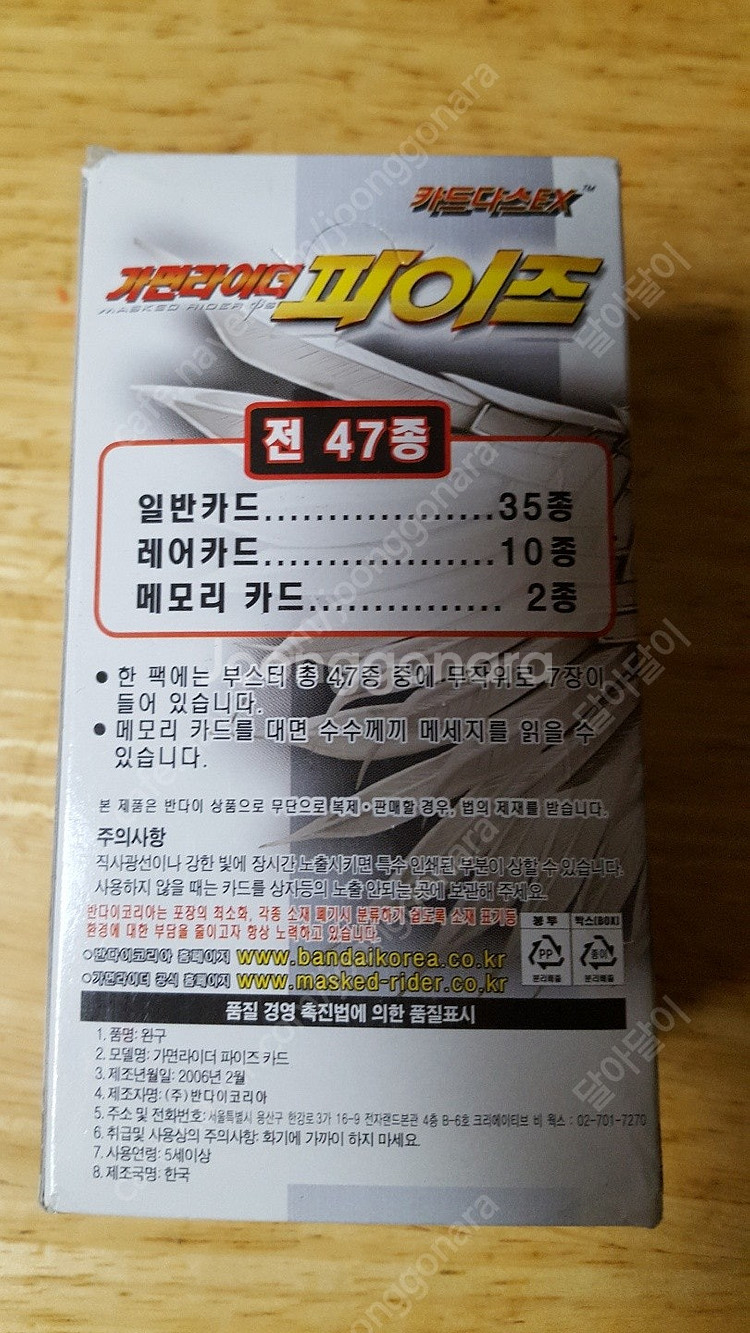 카드다스EX™
가면라이더 파이즈
MASKED RIDER
전 47종
일반카드..................35종
레어카드..................10종
메모리 카드............... 2종
● 한 팩에는 부스터 총 47종 중에 무작위로 7장이
들어 있습니다.
● 메모리 카드를 대면 수수께끼 메세지를 읽을 수
있습니다.
본 제품은 반다이 상품으로 무단으로 복제•판매할 경우, 법의 제재를 받습니다.
주의사항
직사광선이나 강한 빛에 장시간 노출시키면 특수 인쇄된 부분이 상할 수 있습니다.
사용하지 않을 때는 카드를 상자등의 노출 안되는 곳에 보관해 주세요.
반다이코리아는 포장의 최소화, 각종 소재 폐기시 분류하기 쉽도록 소재 표기등
환경에 대한 부담을 줄이고자 항상 노력하고 있습니다.
봉투 박스(BOX)
PP 종이
분리배출 분리배출
○반다이코리아 홈페이지 www.bandaikorea.co.kr
○가면라이더 공식 홈페이지 www.masked-rider.co.kr
품질 경영 촉진법에 의한 품질표시
1. 품명: 완구
2. 모델명: 가면라이더 파이즈 카드
3. 제조년월일: 2006년 2월
4. 제조자명: (주)반다이코리아
5. 주소 및 전화번호: 서울특별시 용산구 한강로3가 16-9 전자랜드본관 4층 B-6호 크리에이티브 비 웍스 : 02-701-7270
6. 취급및 사용상의 주의사항: 화기에 가까이 하지 마세요.
7. 사용연령: 5세이상
8. 제조국명: 한국
joonggonara
달아달이